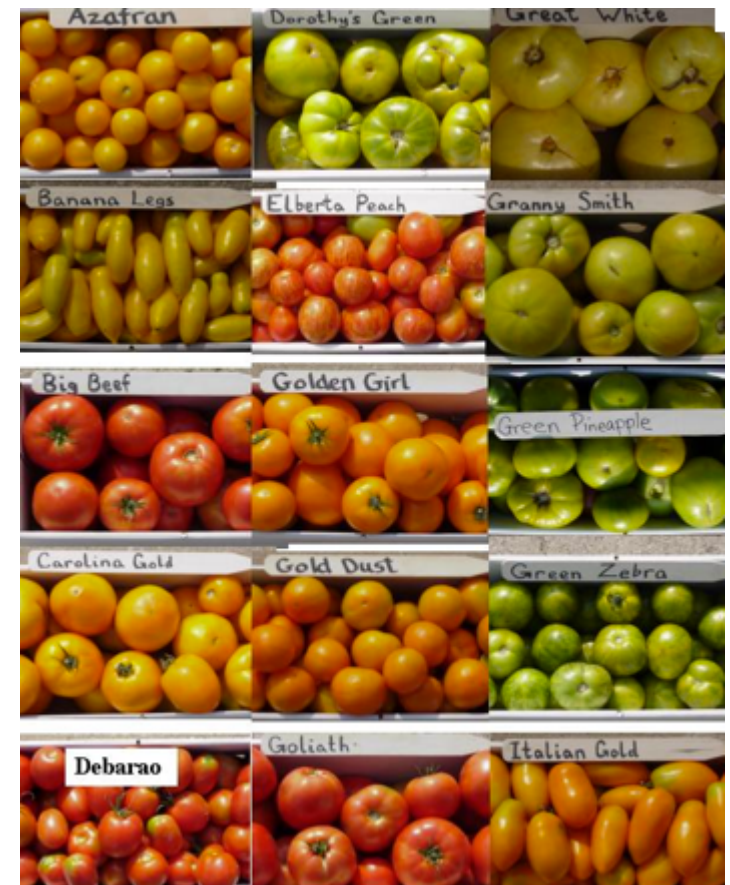 Azafran
Dorothy's Green
Great White
Banana Legs
Elberta Peach
Granny Smith
Big Beef
Golden Girl
Green Pineapple
Carolina Gold
Gold Dust
Green Zebra
Debarao
Goliath
Italian Gold